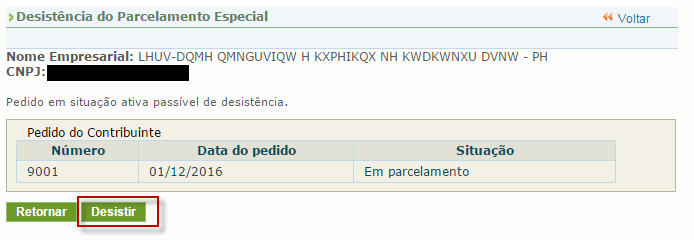 Desistência do Parcelamento Especial
Voltar
Nome Empresarial: LHUV-DQMH QMNGUVIQW H KXPHIKQX NH KWDKWNXU DVNW - PH
CNPJ:
Pedido em situação ativa passível de desistência.
Pedido do Contribuinte
Número Data do pedido Situação
9001 01/12/2016 Em parcelamento
Retornar Desistir